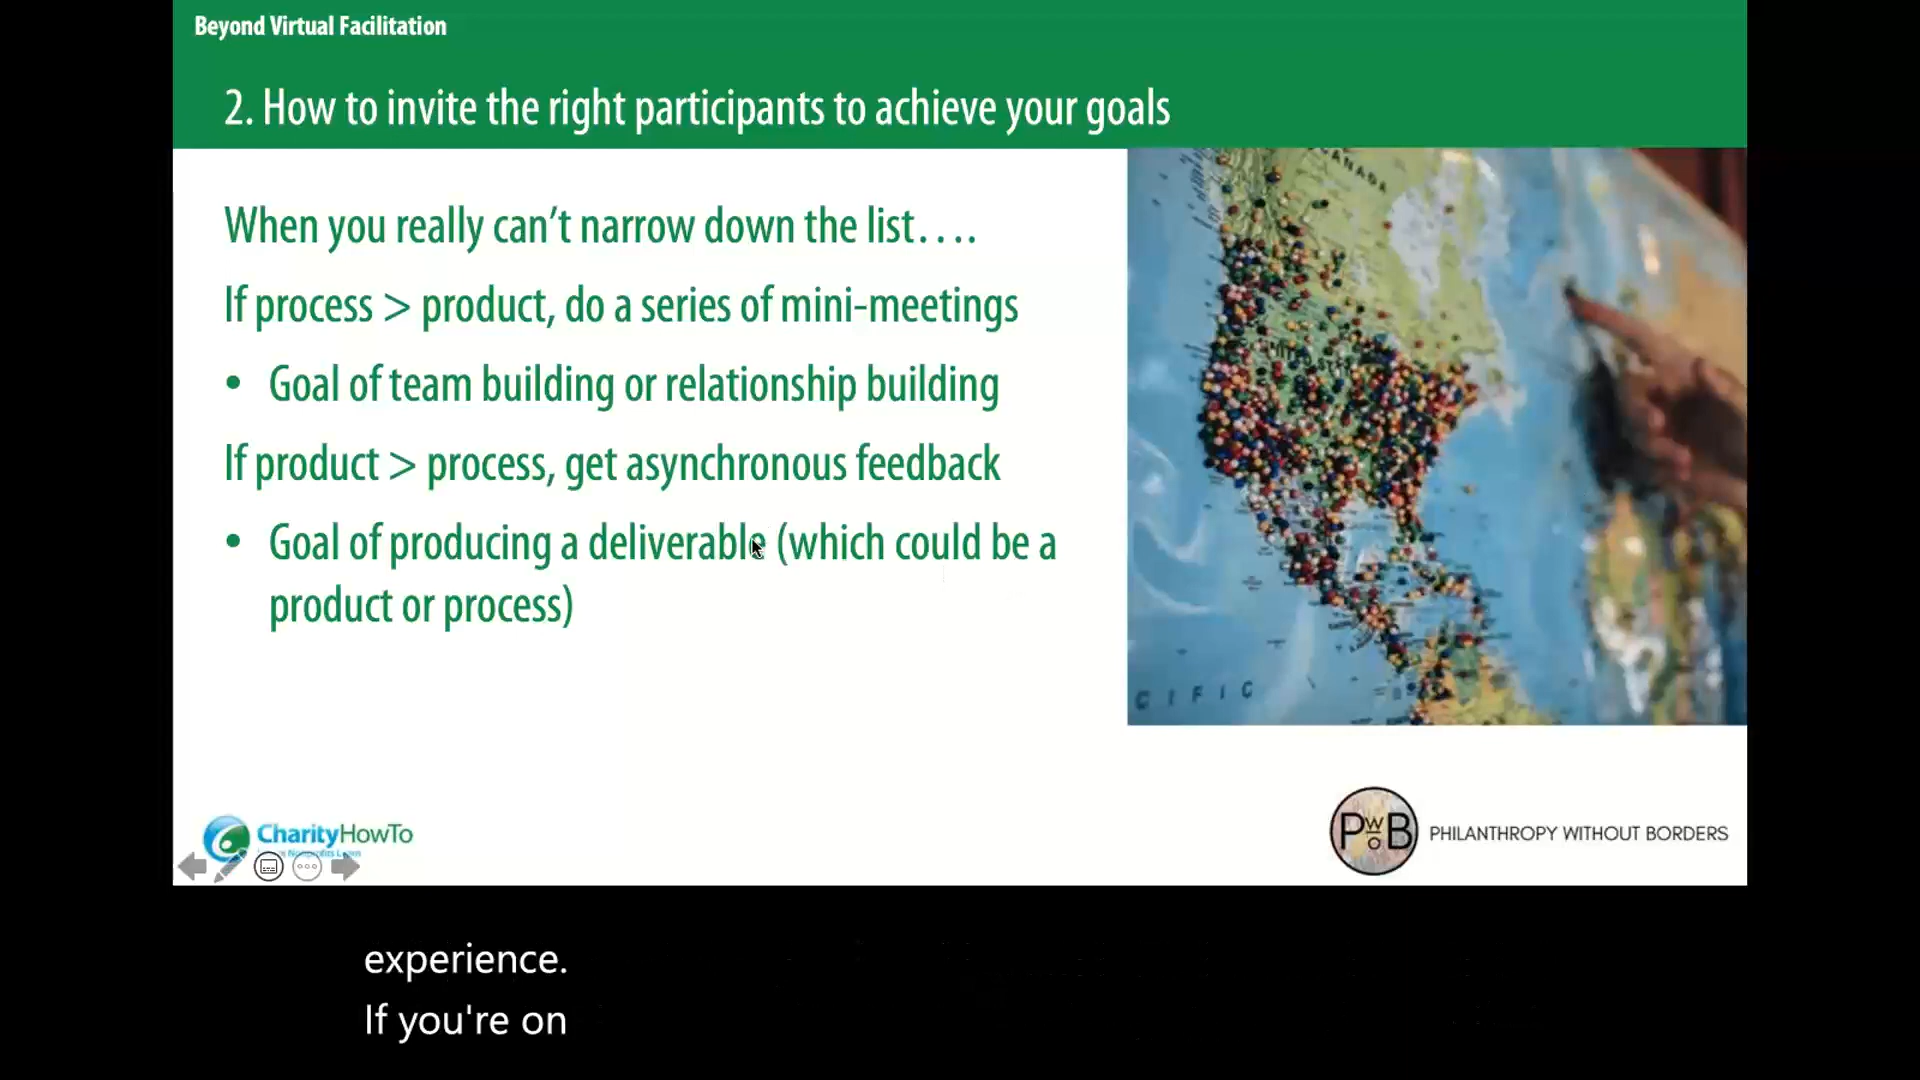 Beyond Virtual Facilitation
2. How to invite the right participants to achieve your goals
When you really can't narrow down the list....
If process > product, do a series of mini-meetings
• Goal of team building or relationship building
If product > process, get asynchronous feedback
• Goal of producing a deliverable (which could be a
product or process)
CANADA
CIFIC
CharityHowTo
PWOB
PHILANTHROPY WITHOUT BORDERS
experience.
If you're on